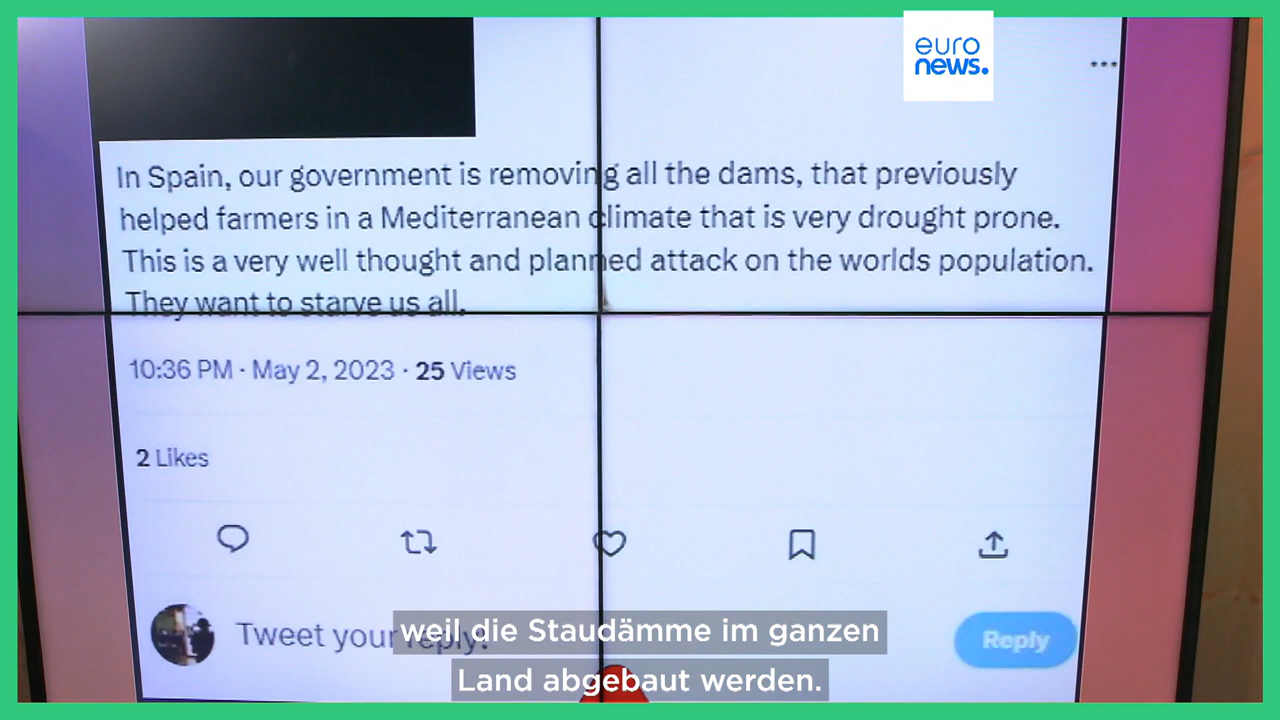 euro
news.
In Spain, our government is removing all the dams, that previously
helped farmers in a Mediterranean climate that is very drought prone.
This is a very well thought and planned attack on the worlds population.
They want to starve us all.
10:36 PM · May 2, 2023 · 25 Views
2 Likes
Tweet your reply!
Reply
weil die Staudämme im ganzen
Land abgebaut werden.